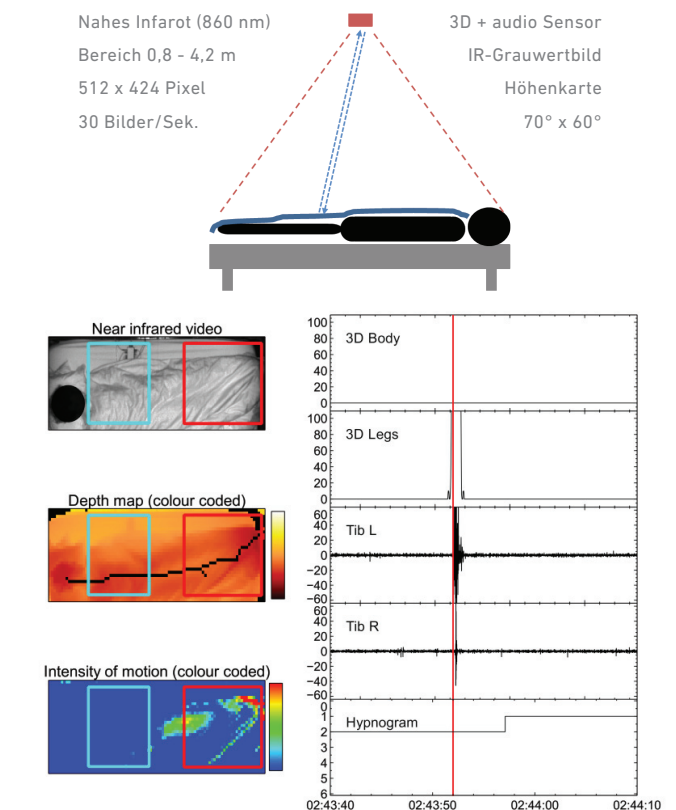 Nahes Infarot (860 nm)
Bereich 0,8 - 4,2 m
512 x 424 Pixel
30 Bilder/Sek.
3D + audio Sensor
IR-Grauwertbild
Höhenkarte
70° x 60°
Near infrared video
Depth map (colour coded)
Intensity of motion (colour coded)
100
80
60
40
20
0
3D Body
100
80
60
40
20
0
3D Legs
60
40
20
0
−20
−40
−60
Tib L
60
40
20
0
−20
−40
−60
Tib R
0
1
2
3
4
5
6
Hypnogram
02:43:40
02:43:50
02:44:00
02:44:10